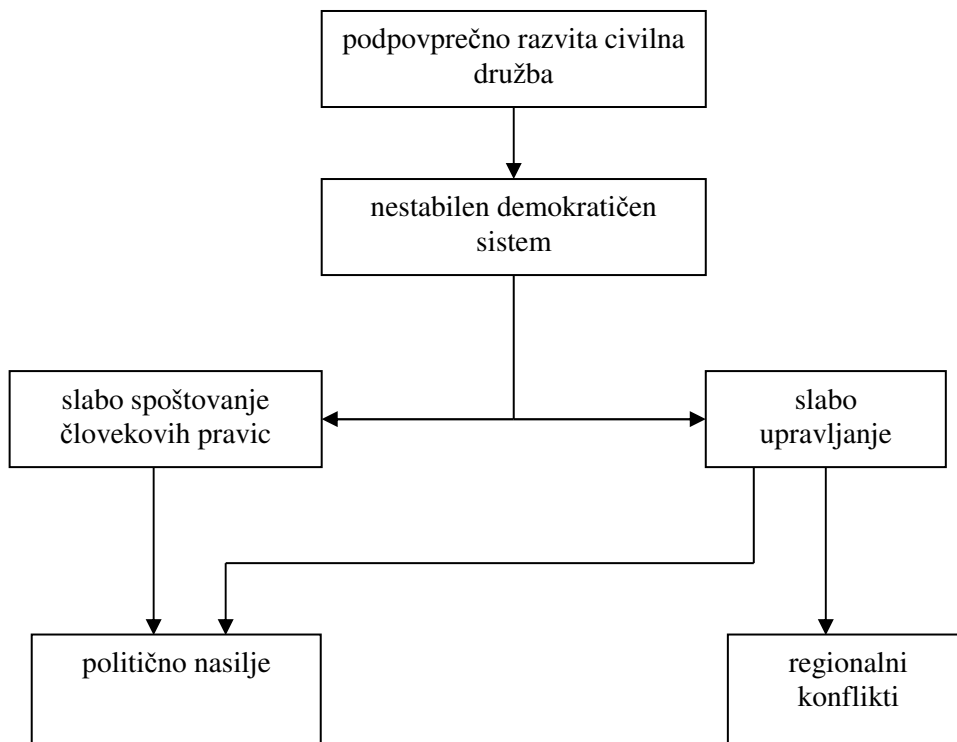 podpovprečno razvita civilna
družba
nestabilen demokratičen
sistem
slabo spoštovanje
človekovih pravic
slabo
upravljanje
politično nasilje
regionalni
konflikti